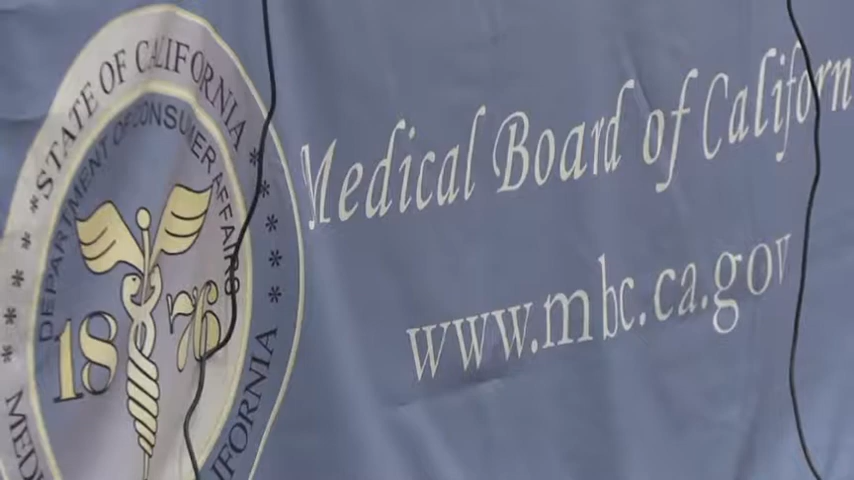 STATE OF CALIFORNIA
DEPARTMENT OF CONSUMER AFFAIRS
1876
Medical Board of Californ
www.mbc.ca.gov